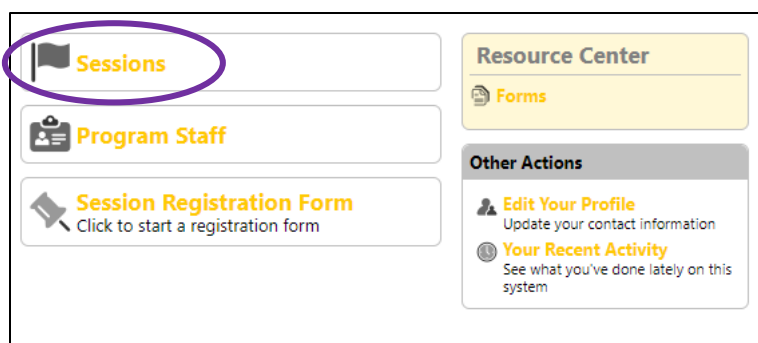 Sessions
Program Staff
Session Registration Form
Click to start a registration form
Resource Center
Forms
Other Actions
Edit Your Profile
Update your contact information
Your Recent Activity
See what you've done lately on this
system